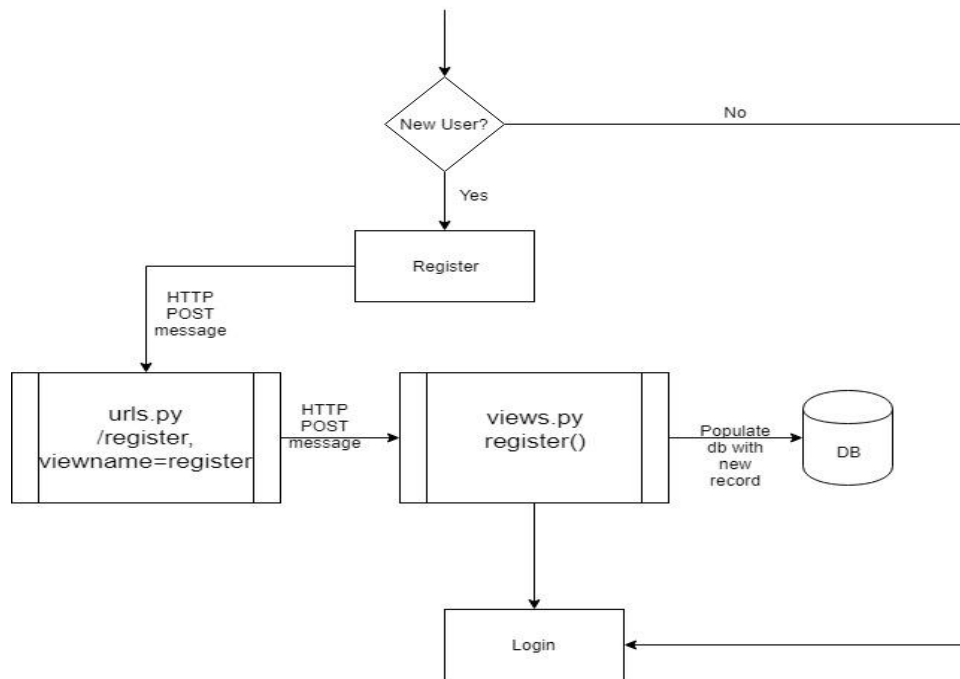 New User?
No
Yes
Register
HTTP
POST
message
urls.py
/register,
viewname=register
HTTP
POST
message
views.py
register()
Populate
db with
new
record
DB
Login